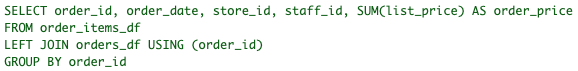 SELECT order_id, order_date, store_id, staff_id, SUM(list_price) AS order_price
FROM order_items_df
LEFT JOIN orders_df USING (order_id)
GROUP BY order_id